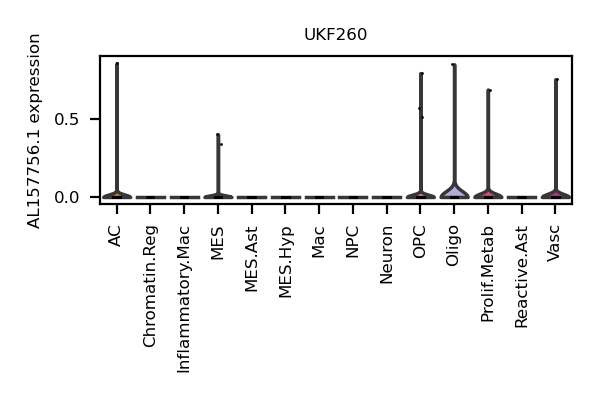 UKF260
AL157756.1 expression
0.5
0.0
AC
Chromatin.Reg
Inflammatory.Mac
MES
MES.Ast
MES.Hyp
Mac
NPC
Neuron
OPC
Oligo
Prolif.Metab
Reactive.Ast
Vasc